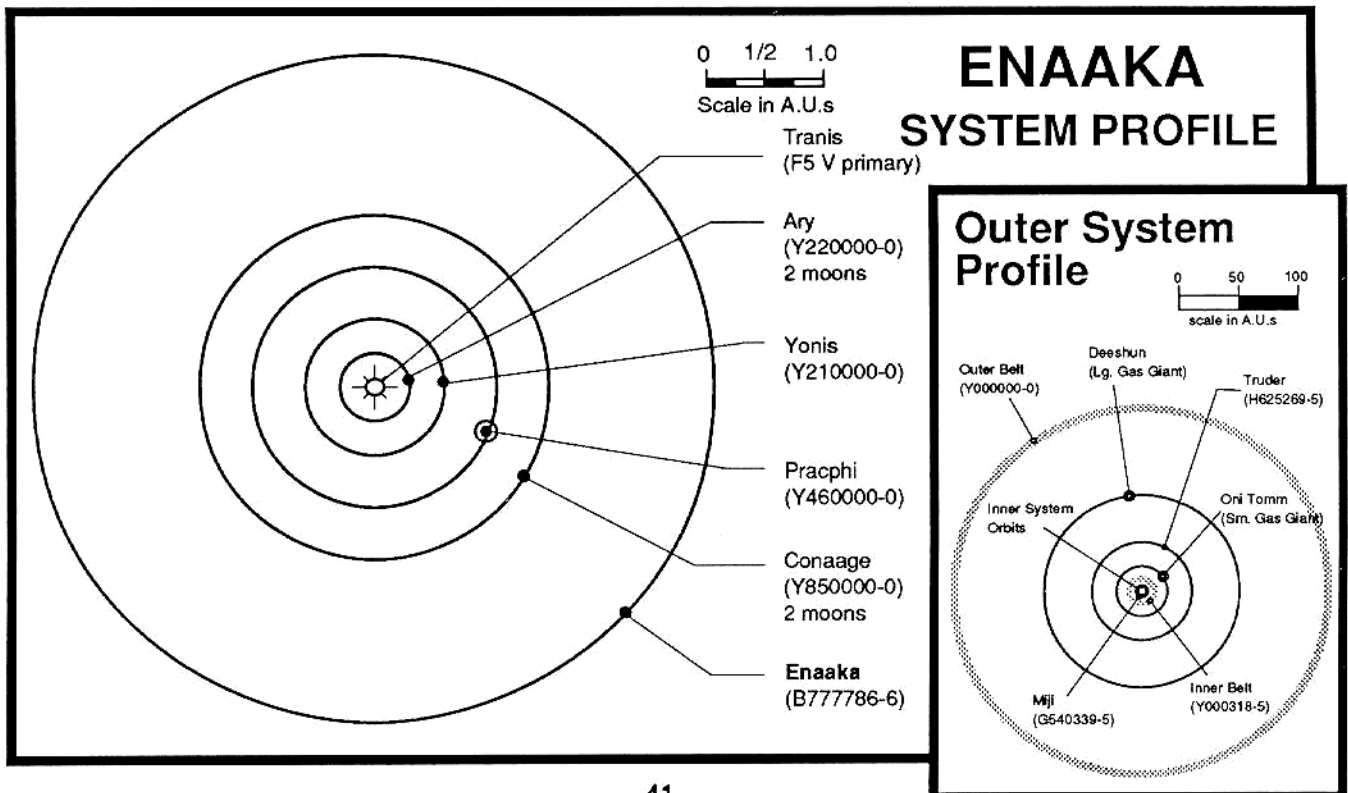 0 1/2 1.0
Scale in A.U.s
ENAAKA
SYSTEM PROFILE
Tranis
(F5 V primary)
Ary
(Y220000-0)
2 moons
Yonis
(Y210000-0)
Pracphi
(Y460000-0)
Conaage
(Y850000-0)
2 moons
Enaaka
(B777786-6)
Outer System
Profile
0 50 100
scale in A.U.s
Outer Belt
(Y000000-0)
Deeshun
(Lg. Gas Giant)
Truder
(H625269-5)
Inner System
Orbits
Oni Tomm
(Sm. Gas Giant)
Miji
(G540339-5)
Inner Belt
(Y000318-5)
41